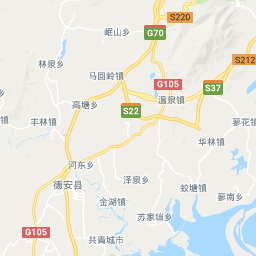 S220
岷山乡
G70
林泉乡
S212
马回岭镇
G105
S37
高塘乡
温泉镇
S22
丰林镇
蓼花镇
华林镇
河东乡
泽泉乡
德安县
蚊塘镇
蓼南乡
金湖镇
苏家垱乡
G105
共青城市